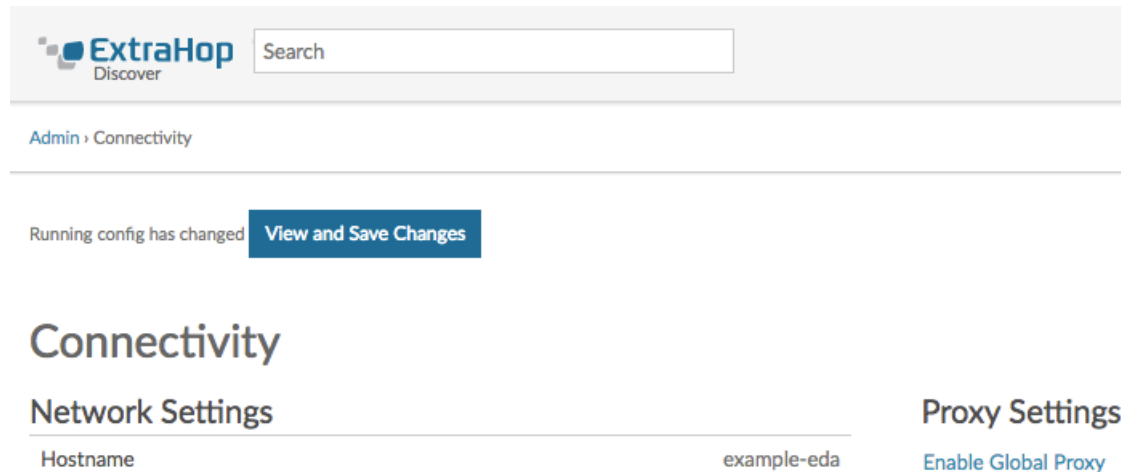 ExtraHop
Discover
Search
Admin › Connectivity
Running config has changed View and Save Changes
Connectivity
Network Settings
Hostname example-eda
Proxy Settings
Enable Global Proxy